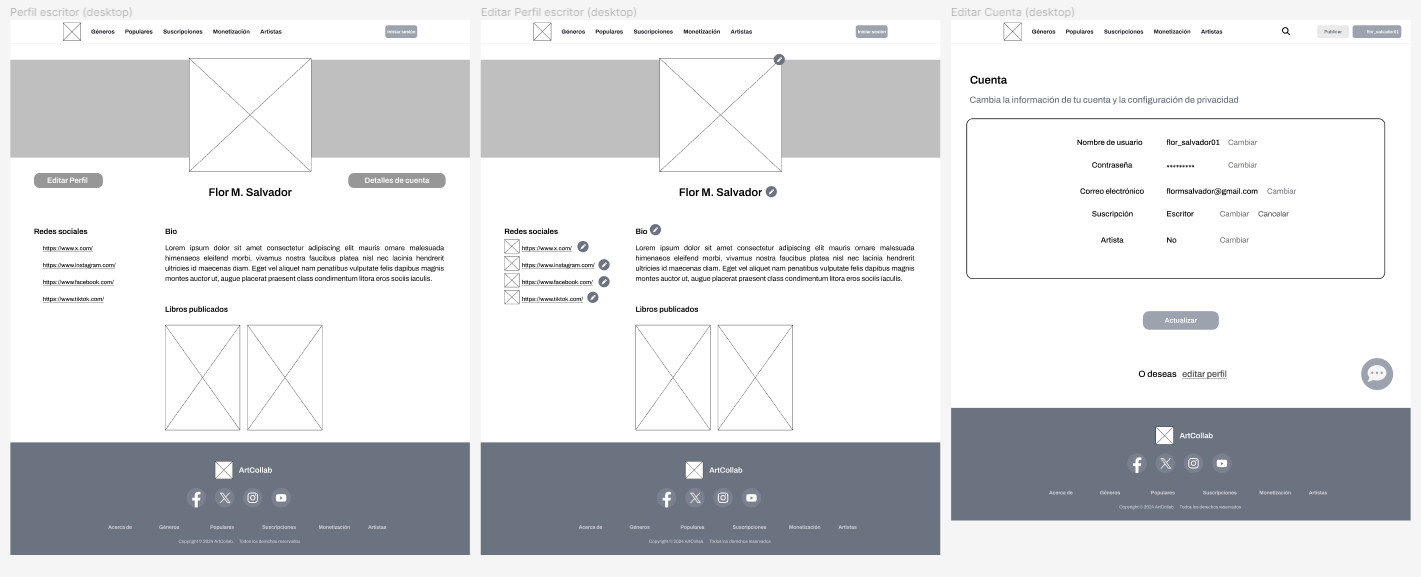 Perfil escritor (desktop)
Géneros Populares Suscripciones Monetización Artistas Iniciar sesión
Editar Perfil
Detalles de cuenta
Flor M. Salvador
Redes sociales
https://www.x.com/
https://www.instagram.com/
https://www.facebook.com/
https://www.tiktok.com/
Bio
Lorem ipsum dolor sit amet consectetur adipiscing elit mauris ornare malesuada
himenaeos eleifend morbi, vivamus nostra faucibus platea nisl nec lacinia hendrerit
ultricies id maecenas diam. Eget vel aliquet nam penatibus vulputate felis dapibus magnis
montes auctor ut, augue placerat praesent class condimentum litora eros sociis iaculis.
Libros publicados
ArtCollab
Acerca de Géneros Populares Suscripciones Monetización Artistas
Copyright © 2024 ArtCollab. Todos los derechos reservados
Editar Perfil escritor (desktop)
Géneros Populares Suscripciones Monetización Artistas Iniciar sesión
Flor M. Salvador
Redes sociales
https://www.x.com/
https://www.instagram.com/
https://www.facebook.com/
https://www.tiktok.com/
Bio
Lorem ipsum dolor sit amet consectetur adipiscing elit mauris ornare malesuada
himenaeos eleifend morbi, vivamus nostra faucibus platea nisl nec lacinia hendrerit
ultricies id maecenas diam. Eget vel aliquet nam penatibus vulputate felis dapibus magnis
montes auctor ut, augue placerat praesent class condimentum litora eros sociis iaculis.
Libros publicados
ArtCollab
Acerca de Géneros Populares Suscripciones Monetización Artistas
Copyright © 2024 ArtCollab. Todos los derechos reservados
Editar Cuenta (desktop)
Géneros Populares Suscripciones Monetización Artistas Publicar flor_salvador01
Cuenta
Cambia la información de tu cuenta y la configuración de privacidad
Nombre de usuario flor_salvador01 Cambiar
Contraseña ********* Cambiar
Correo electrónico flormsalvador@gmail.com Cambiar
Suscripción Escritor Cambiar Cancelar
Artista No Cambiar
Actualizar
O deseas editar perfil
ArtCollab
Acerca de Géneros Populares Suscripciones Monetización Artistas
Copyright © 2024 ArtCollab. Todos los derechos reservados